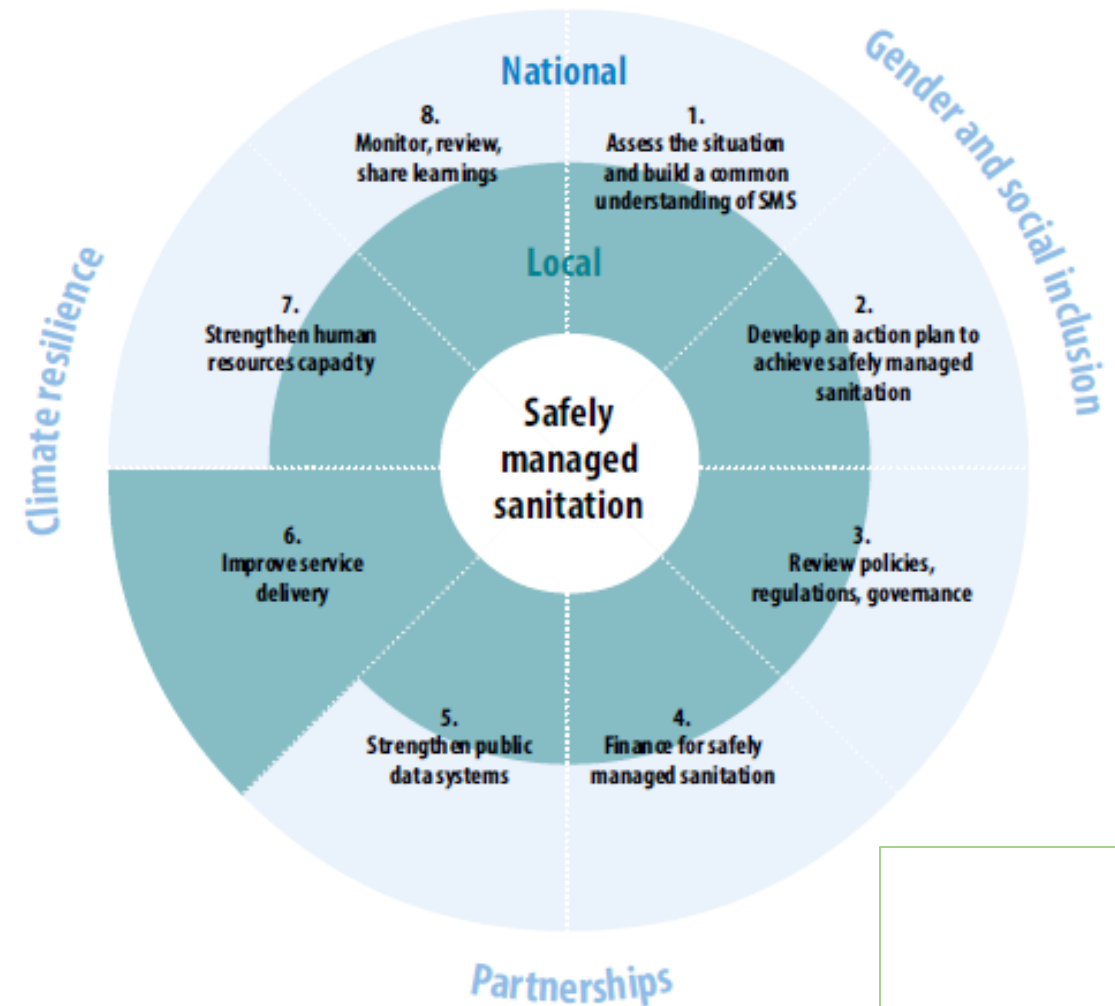 National
Local
Safely
managed
sanitation
1.
Assess the situation
and build a common
understanding of SMS
2.
Develop an action plan to
achieve safely managed
sanitation
3.
Review policies,
regulations, governance
4.
Finance for safely
managed sanitation
5.
Strengthen public
data systems
6.
Improve service
delivery
7.
Strengthen human
resources capacity
8.
Monitor, review,
share learnings
Gender and social inclusion
Climate resilience
Partnerships